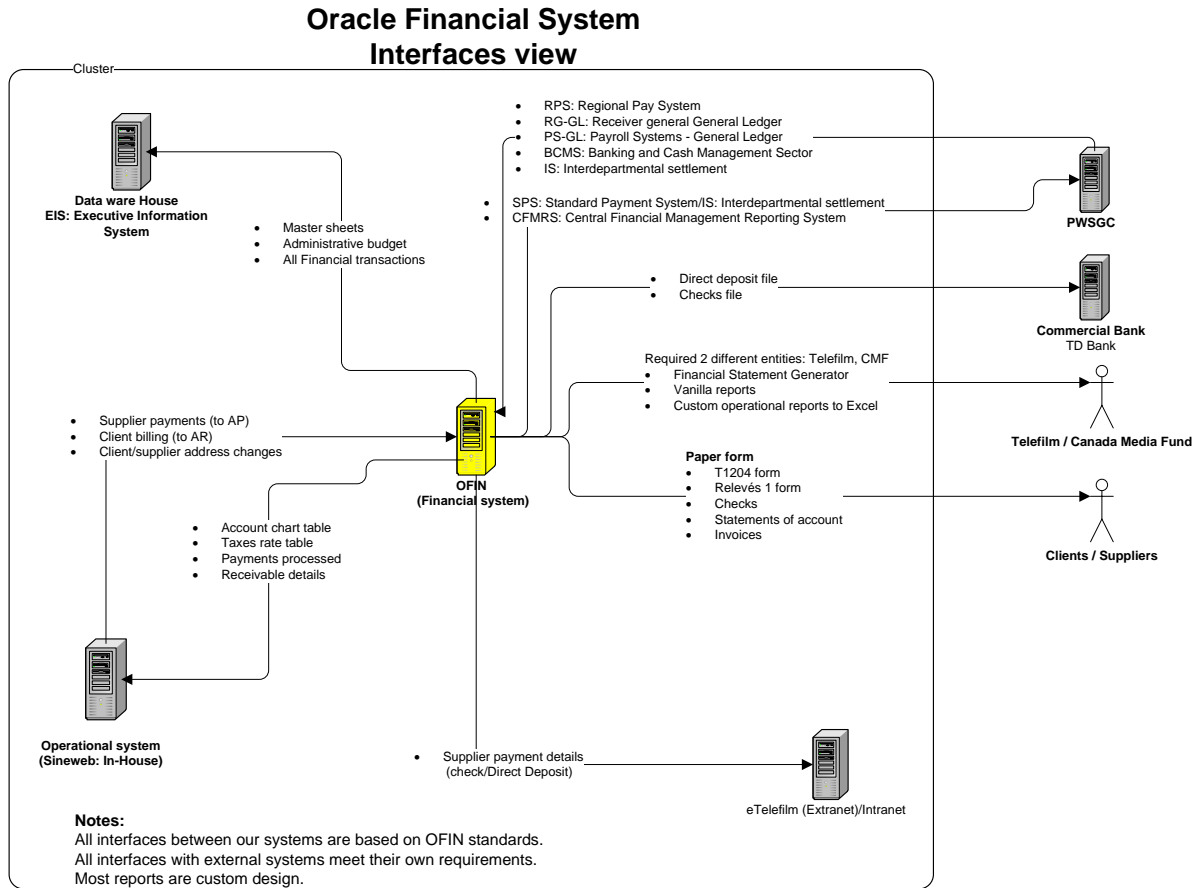 Oracle Financial System
Interfaces view
Cluster
• RPS: Regional Pay System
• RG-GL: Receiver general General Ledger
• PS-GL: Payroll Systems - General Ledger
• BCMS: Banking and Cash Management Sector
• IS: Interdepartmental settlement
Data ware House
EIS: Executive Information
System
• SPS: Standard Payment System/IS: Interdepartmental settlement
• CFMRS: Central Financial Management Reporting System
PWSGC
• Master sheets
• Administrative budget
• All Financial transactions
• Direct deposit file
• Checks file
Commercial Bank
TD Bank
Required 2 different entities: Telefilm, CMF
• Financial Statement Generator
• Vanilla reports
• Custom operational reports to Excel
Telefilm / Canada Media Fund
• Supplier payments (to AP)
• Client billing (to AR)
• Client/supplier address changes
OFIN
(Financial system)
Paper form
• T1204 form
• Relevés 1 form
• Checks
• Statements of account
• Invoices
Clients / Suppliers
• Account chart table
• Taxes rate table
• Payments processed
• Receivable details
Operational system
(Sineweb: In-House)
• Supplier payment details
(check/Direct Deposit)
eTelefilm (Extranet)/Intranet
Notes:
All interfaces between our systems are based on OFIN standards.
All interfaces with external systems meet their own requirements.
Most reports are custom design.